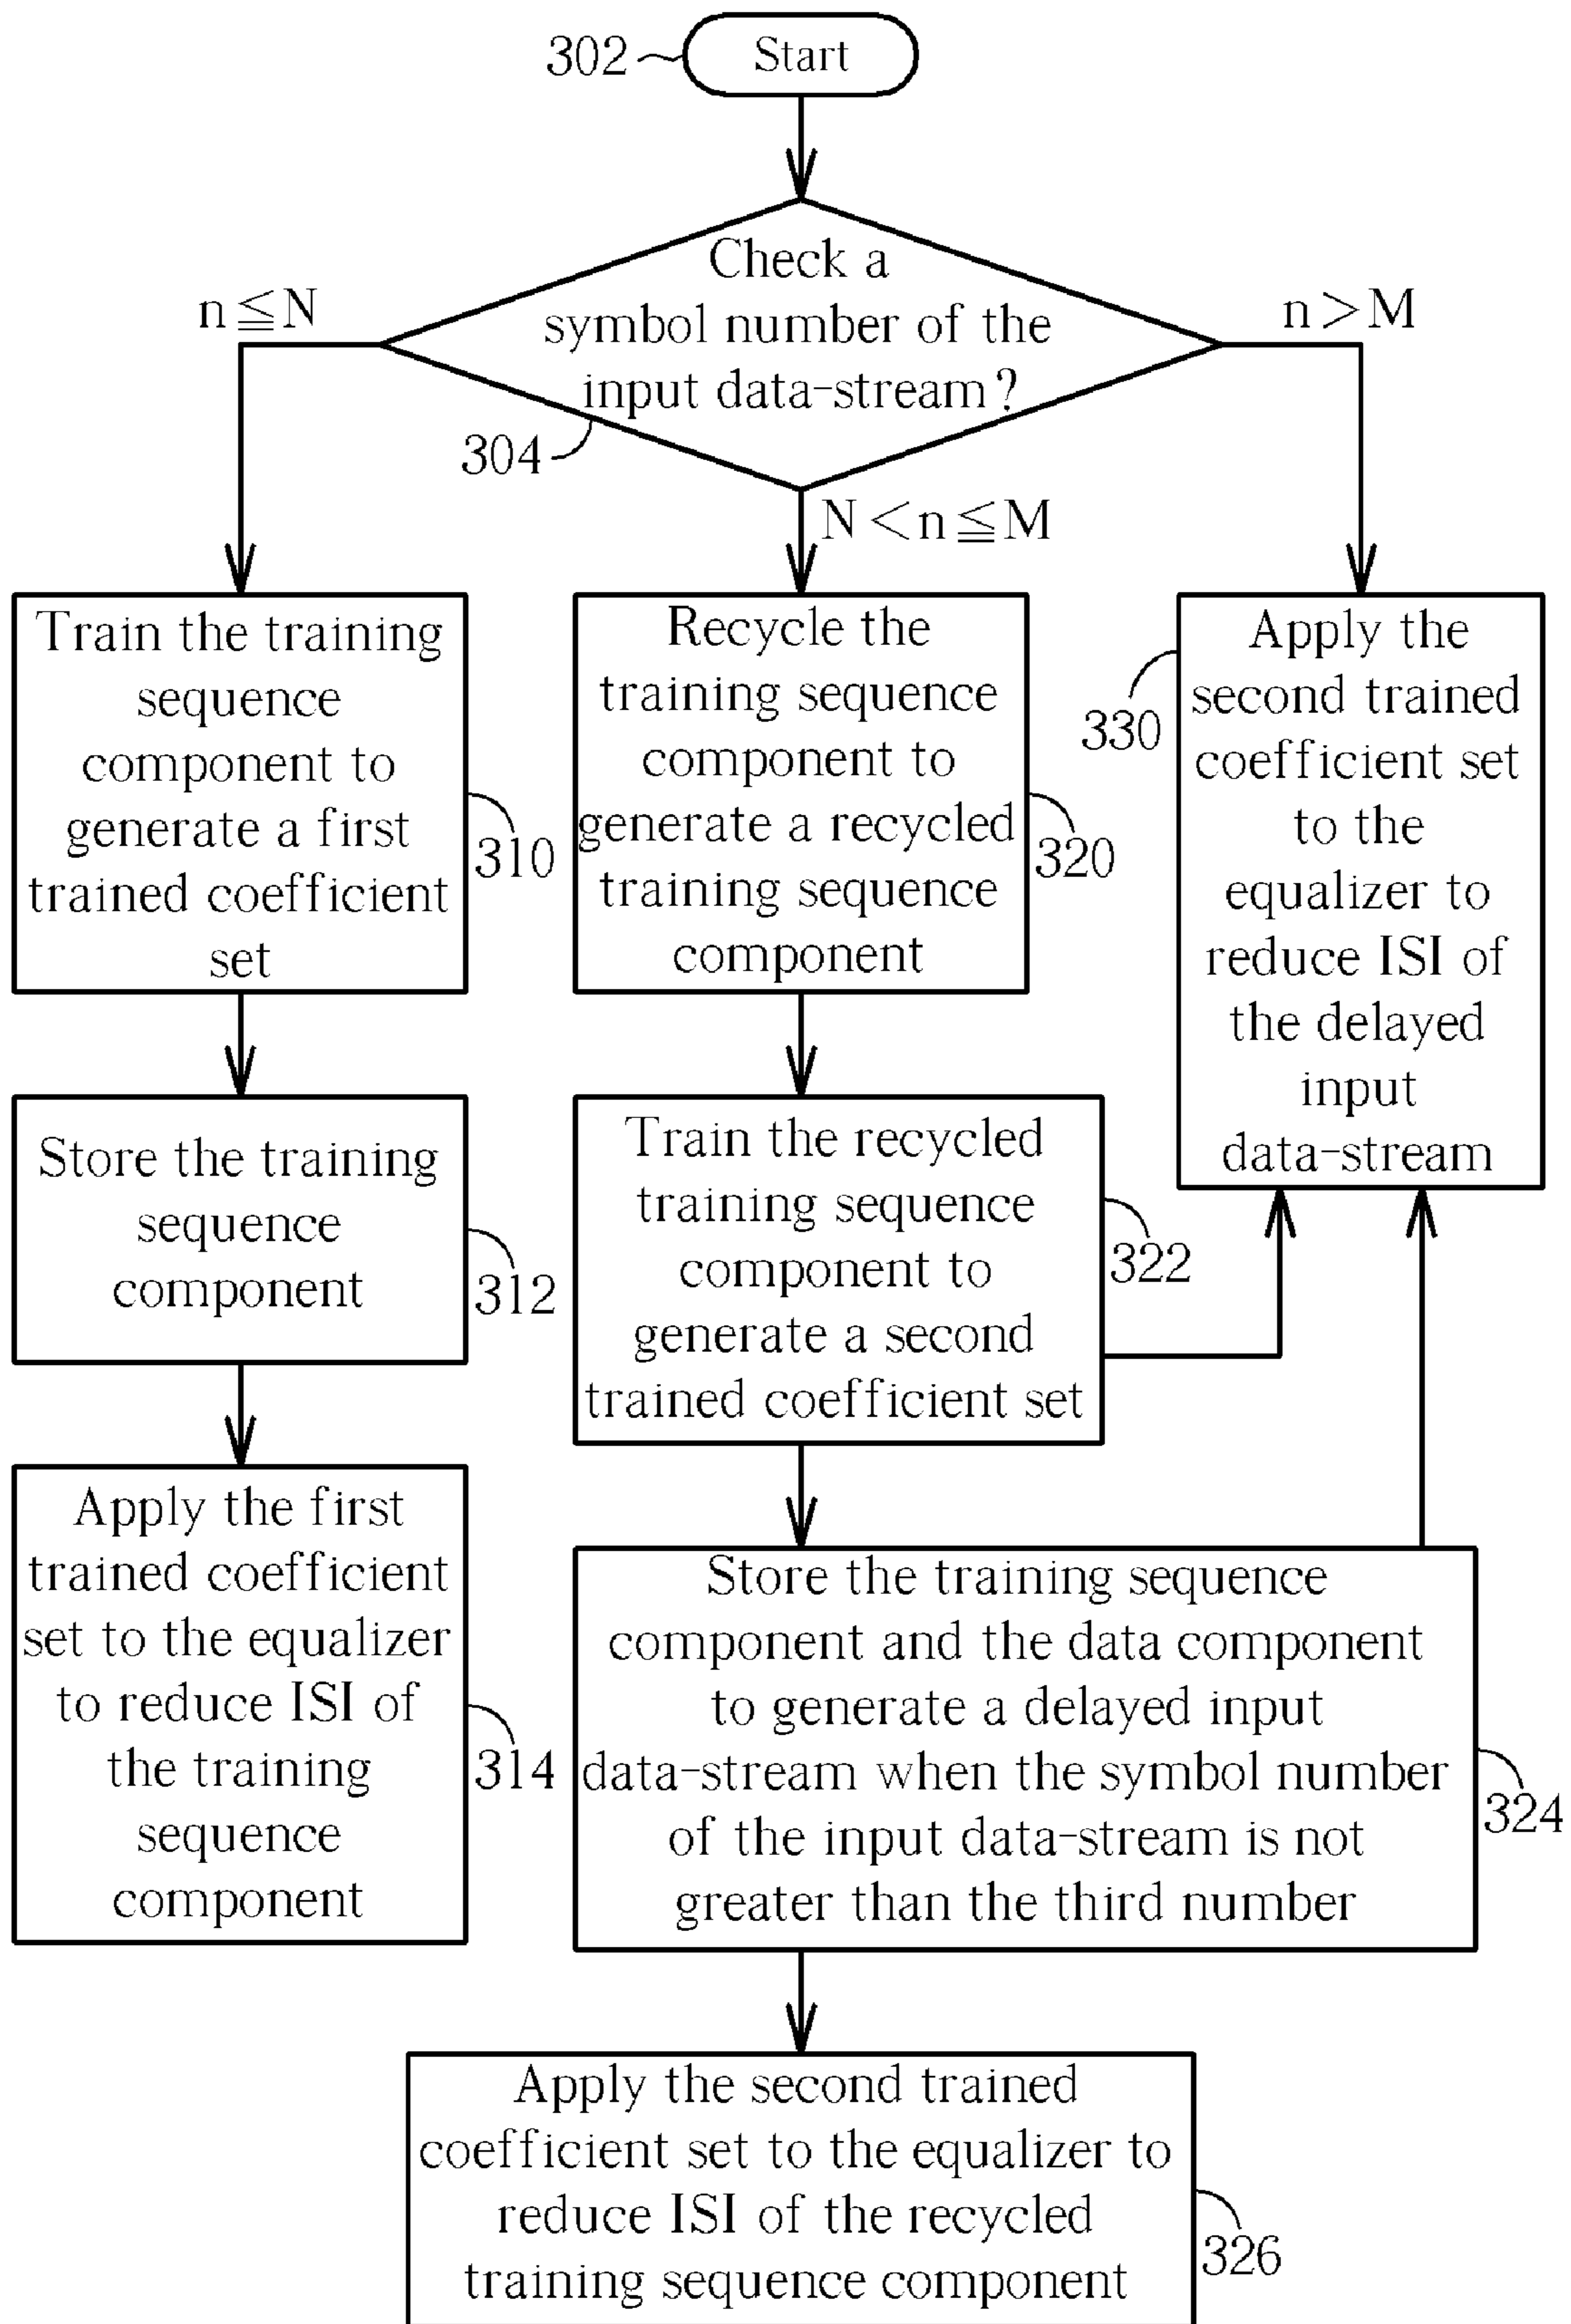 302
Start
Check a
symbol number of the
input data-stream?
304
n≦N
N<n≦M
n>M
Train the training
sequence
component to
generate a first
trained coefficient
set
310
Store the training
sequence
component
312
Apply the first
trained coefficient
set to the equalizer
to reduce ISI of
the training
sequence
component
314
Recycle the
training sequence
component to
generate a recycled
training sequence
component
320
Train the recycled
training sequence
component to
generate a second
trained coefficient set
322
Store the training sequence
component and the data component
to generate a delayed input
data-stream when the symbol number
of the input data-stream is not
greater than the third number
324
Apply the second trained
coefficient set to the equalizer to
reduce ISI of the recycled
training sequence component
326
Apply the
second trained
coefficient set
to the
equalizer to
reduce ISI of
the delayed
input
data-stream
330